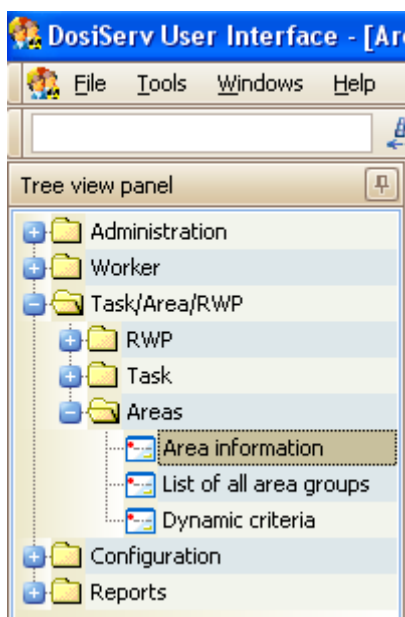 DosiServ User Interface - [Ar
File Tools Windows Help
Tree view panel
Administration
Worker
Task/Area/RWP
RWP
Task
Areas
Area information
List of all area groups
Dynamic criteria
Configuration
Reports